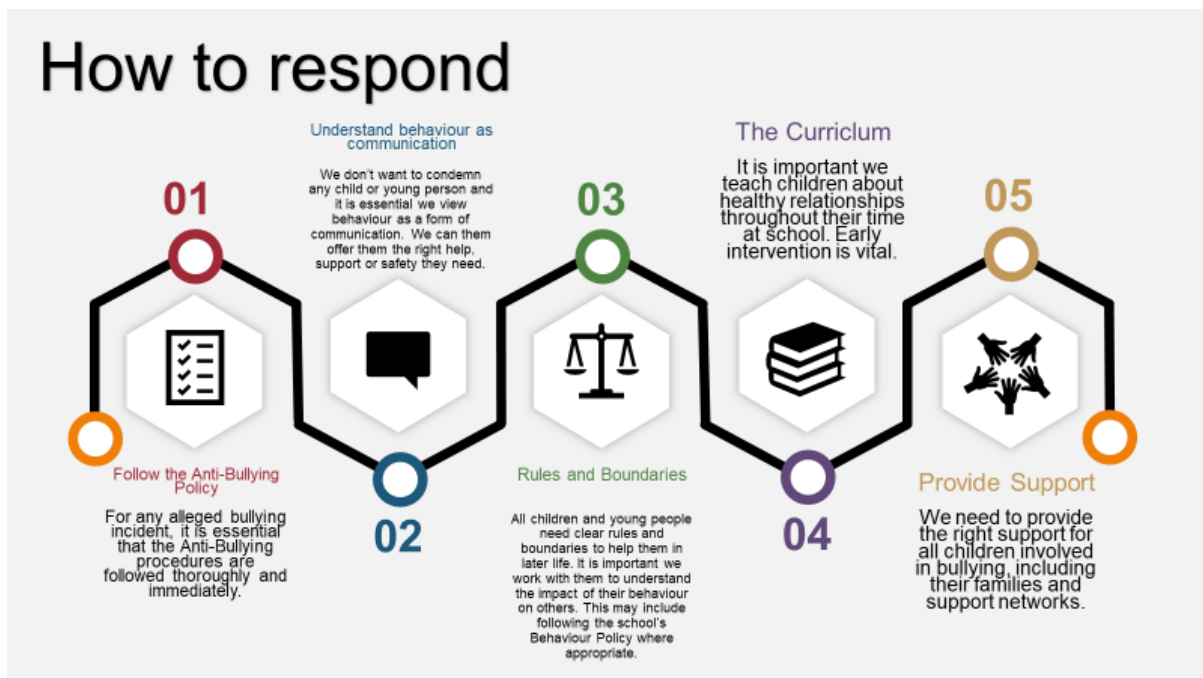 How to respond
01
Follow the Anti-Bullying
Policy
For any alleged bullying
incident, it is essential
that the Anti-Bullying
procedures are
followed thoroughly and
immediately.
Understand behaviour as
communication
We don't want to condemn
any child or young person and
it is essential we view
behaviour as a form of
communication. We can them
offer them the right help,
support or safety they need.
02
03
Rules and Boundaries
All children and young people
need clear rules and
boundaries to help them in
later life. It is important we
work with them to understand
the impact of their behaviour
on others. This may include
following the school's
Behaviour Policy where
appropriate.
The Curriclum
It is important we
teach children about
healthy relationships
throughout their time
at school. Early
intervention is vital.
04
05
Provide Support
We need to provide
the right support for
all children involved
in bullying, including
their families and
support networks.